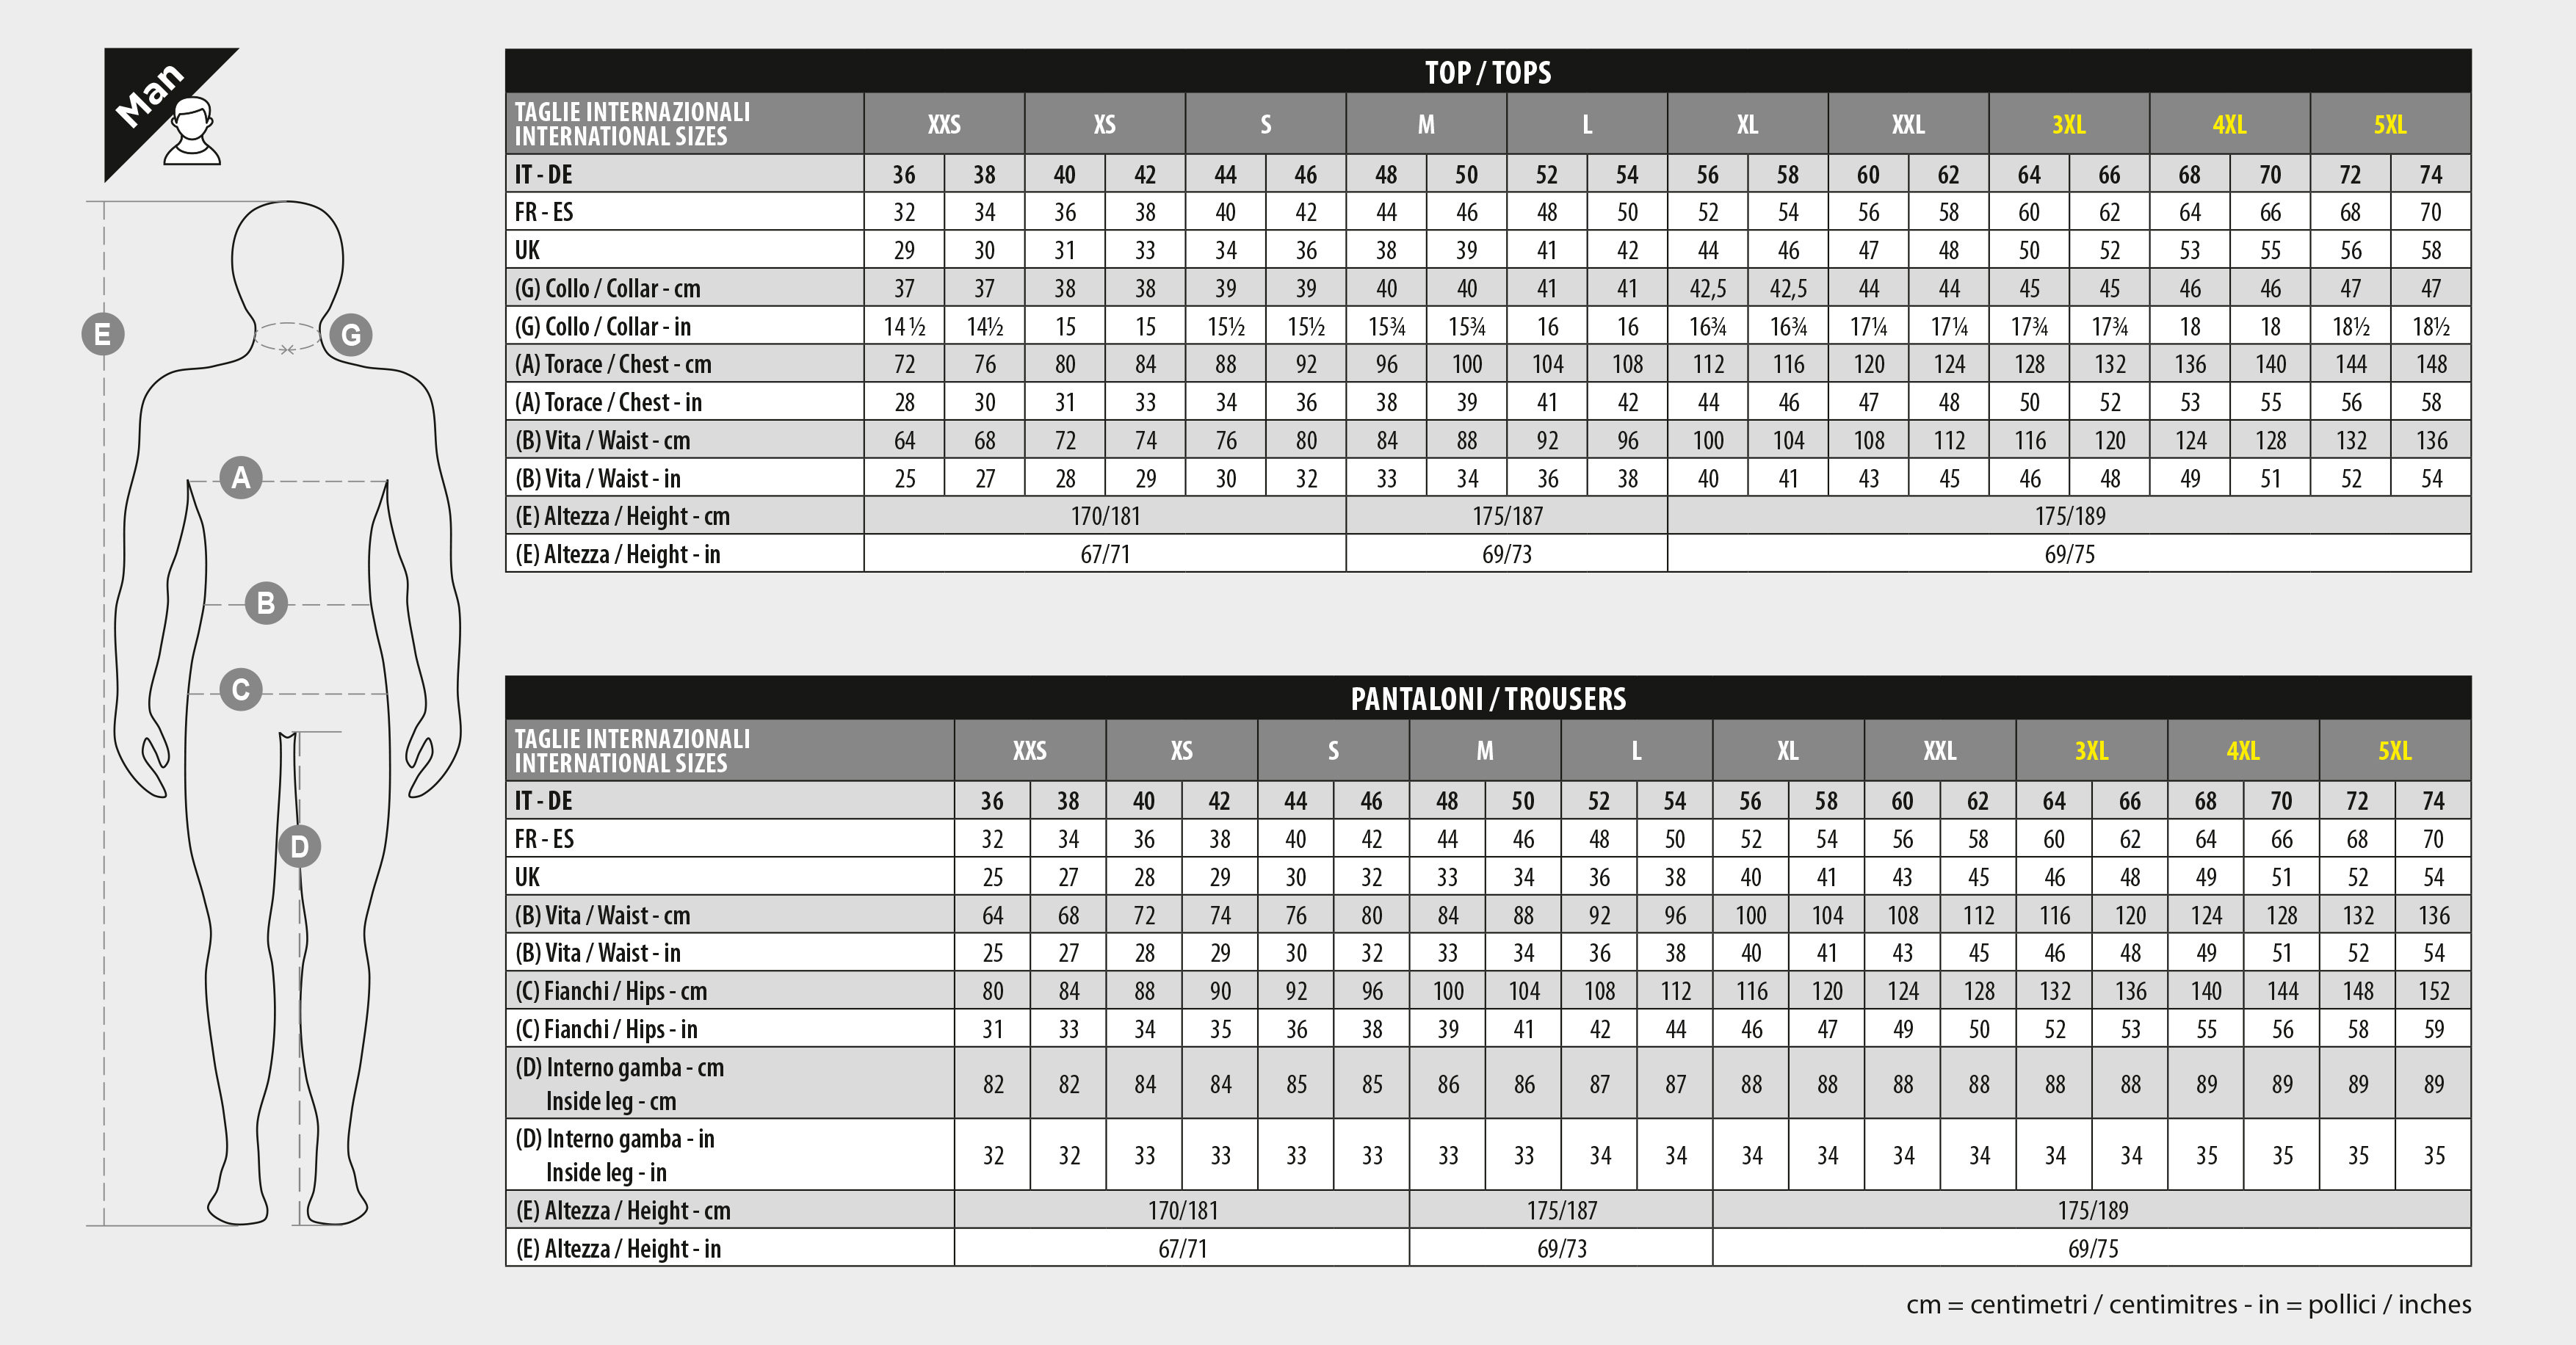 Man
E
G
A
B
C
D
TOP / TOPS
TAGLIE INTERNAZIONALI
INTERNATIONAL SIZES XXS XS S M L XL XXL 3XL 4XL 5XL
IT - DE 36 38 40 42 44 46 48 50 52 54 56 58 60 62 64 66 68 70 72 74
FR - ES 32 34 36 38 40 42 44 46 48 50 52 54 56 58 60 62 64 66 68 70
UK 29 30 31 33 34 36 38 39 41 42 44 46 47 48 50 52 53 55 56 58
(G) Collo / Collar - cm 37 37 38 38 39 39 40 40 41 41 42,5 42,5 44 44 45 45 46 46 47 47
(G) Collo / Collar - in 14 ½ 14½ 15 15 15½ 15½ 15¾ 15¾ 16 16 16¾ 16¾ 17¼ 17¼ 17¾ 17¾ 18 18 18½ 18½
(A) Torace / Chest - cm 72 76 80 84 88 92 96 100 104 108 112 116 120 124 128 132 136 140 144 148
(A) Torace / Chest - in 28 30 31 33 34 36 38 39 41 42 44 46 47 48 50 52 53 55 56 58
(B) Vita / Waist - cm 64 68 72 74 76 80 84 88 92 96 100 104 108 112 116 120 124 128 132 136
(B) Vita / Waist - in 25 27 28 29 30 32 33 34 36 38 40 41 43 45 46 48 49 51 52 54
(E) Altezza / Height - cm 170/181 175/187 175/189
(E) Altezza / Height - in 67/71 69/73 69/75
PANTALONI / TROUSERS
TAGLIE INTERNAZIONALI
INTERNATIONAL SIZES XXS XS S M L XL XXL 3XL 4XL 5XL
IT - DE 36 38 40 42 44 46 48 50 52 54 56 58 60 62 64 66 68 70 72 74
FR - ES 32 34 36 38 40 42 44 46 48 50 52 54 56 58 60 62 64 66 68 70
UK 25 27 28 29 30 32 33 34 36 38 40 41 43 45 46 48 49 51 52 54
(B) Vita / Waist - cm 64 68 72 74 76 80 84 88 92 96 100 104 108 112 116 120 124 128 132 136
(B) Vita / Waist - in 25 27 28 29 30 32 33 34 36 38 40 41 43 45 46 48 49 51 52 54
(C) Fianchi / Hips - cm 80 84 88 90 92 96 100 104 108 112 116 120 124 128 132 136 140 144 148 152
(C) Fianchi / Hips - in 31 33 34 35 36 38 39 41 42 44 46 47 49 50 52 53 55 56 58 59
(D) Interno gamba - cm
Inside leg - cm 82 82 84 84 85 85 86 86 87 87 88 88 88 88 88 88 89 89 89 89
(D) Interno gamba - in
Inside leg - in 32 32 33 33 33 33 33 33 34 34 34 34 34 34 34 34 35 35 35 35
(E) Altezza / Height - cm 170/181 175/187 175/189
(E) Altezza / Height - in 67/71 69/73 69/75
cm = centimetri / centimitres - in = pollici / inches